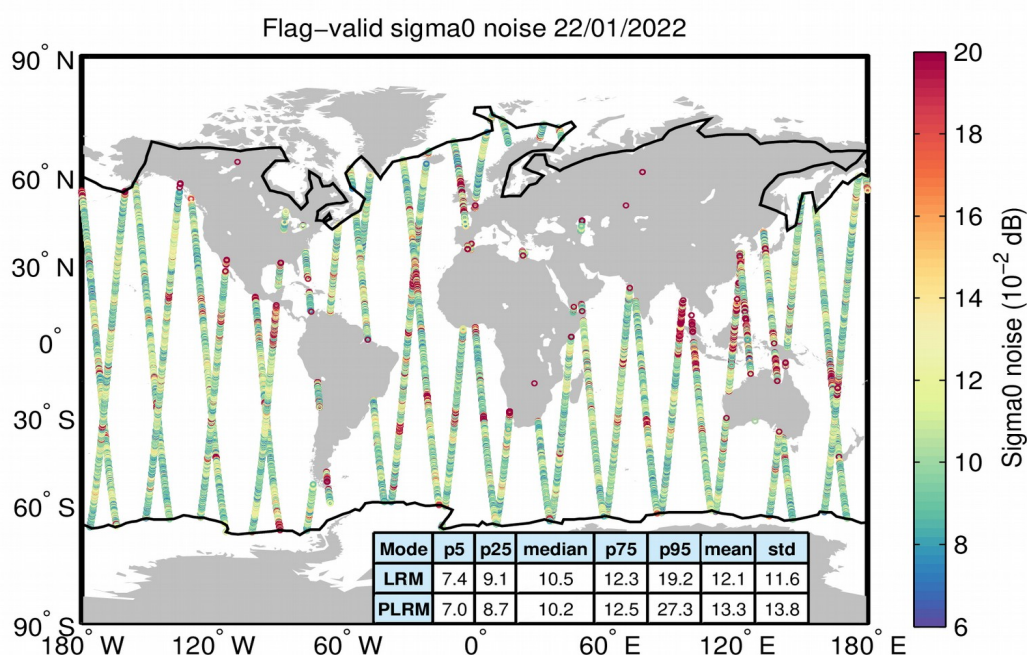 Flag−valid sigma0 noise 22/01/2022
90° N
60° N
30° N
0°
30° S
60° S
90° S
180° W
120° W
60° W
0°
60° E
120° E
180° E
Mode p5 p25 median p75 p95 mean std
LRM 7.4 9.1 10.5 12.3 19.2 12.1 11.6
PLRM 7.0 8.7 10.2 12.5 27.3 13.3 13.8
20
18
16
14
12
10
8
6
Sigma0 noise (10⁻² dB)